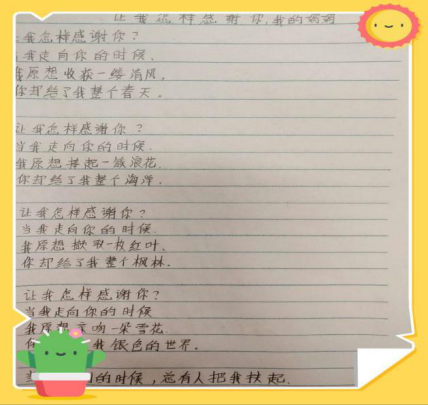 让我怎样感谢你,我的妈妈
让我怎样感谢你?
当我走向你的时候,
我原想收获一缕清风,
你却给了我整个春天。
让我怎样感谢你?
当我走向你的时候,
我原想捧起一簇浪花,
你却给了我整个海洋。
让我怎样感谢你?
当我走向你的时候,
我原想撷取一枚红叶,
你却给了我整个枫林。
让我怎样感谢你?
当我走向你的时候
我原想亲吻一朵雪花
你 我银色的世界。
的时候,总有人把我扶起.